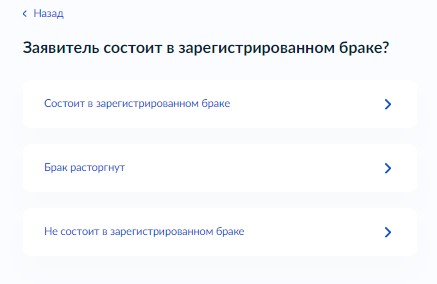 Назад
Заявитель состоит в зарегистрированном браке?
Состоит в зарегистрированном браке
Брак расторгнут
Не состоит в зарегистрированном браке